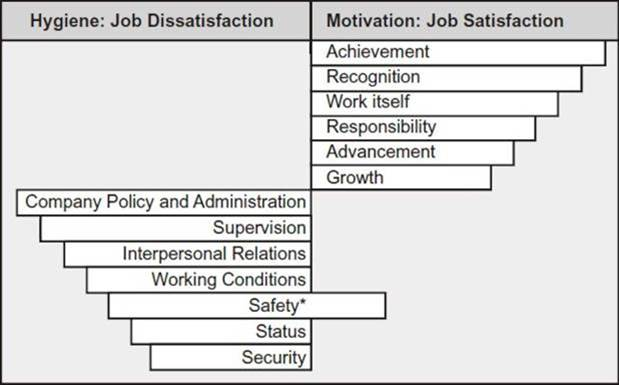 Hygiene: Job Dissatisfaction
Motivation: Job Satisfaction
Achievement
Recognition
Work itself
Responsibility
Advancement
Growth
Company Policy and Administration
Supervision
Interpersonal Relations
Working Conditions
Safety*
Status
Security